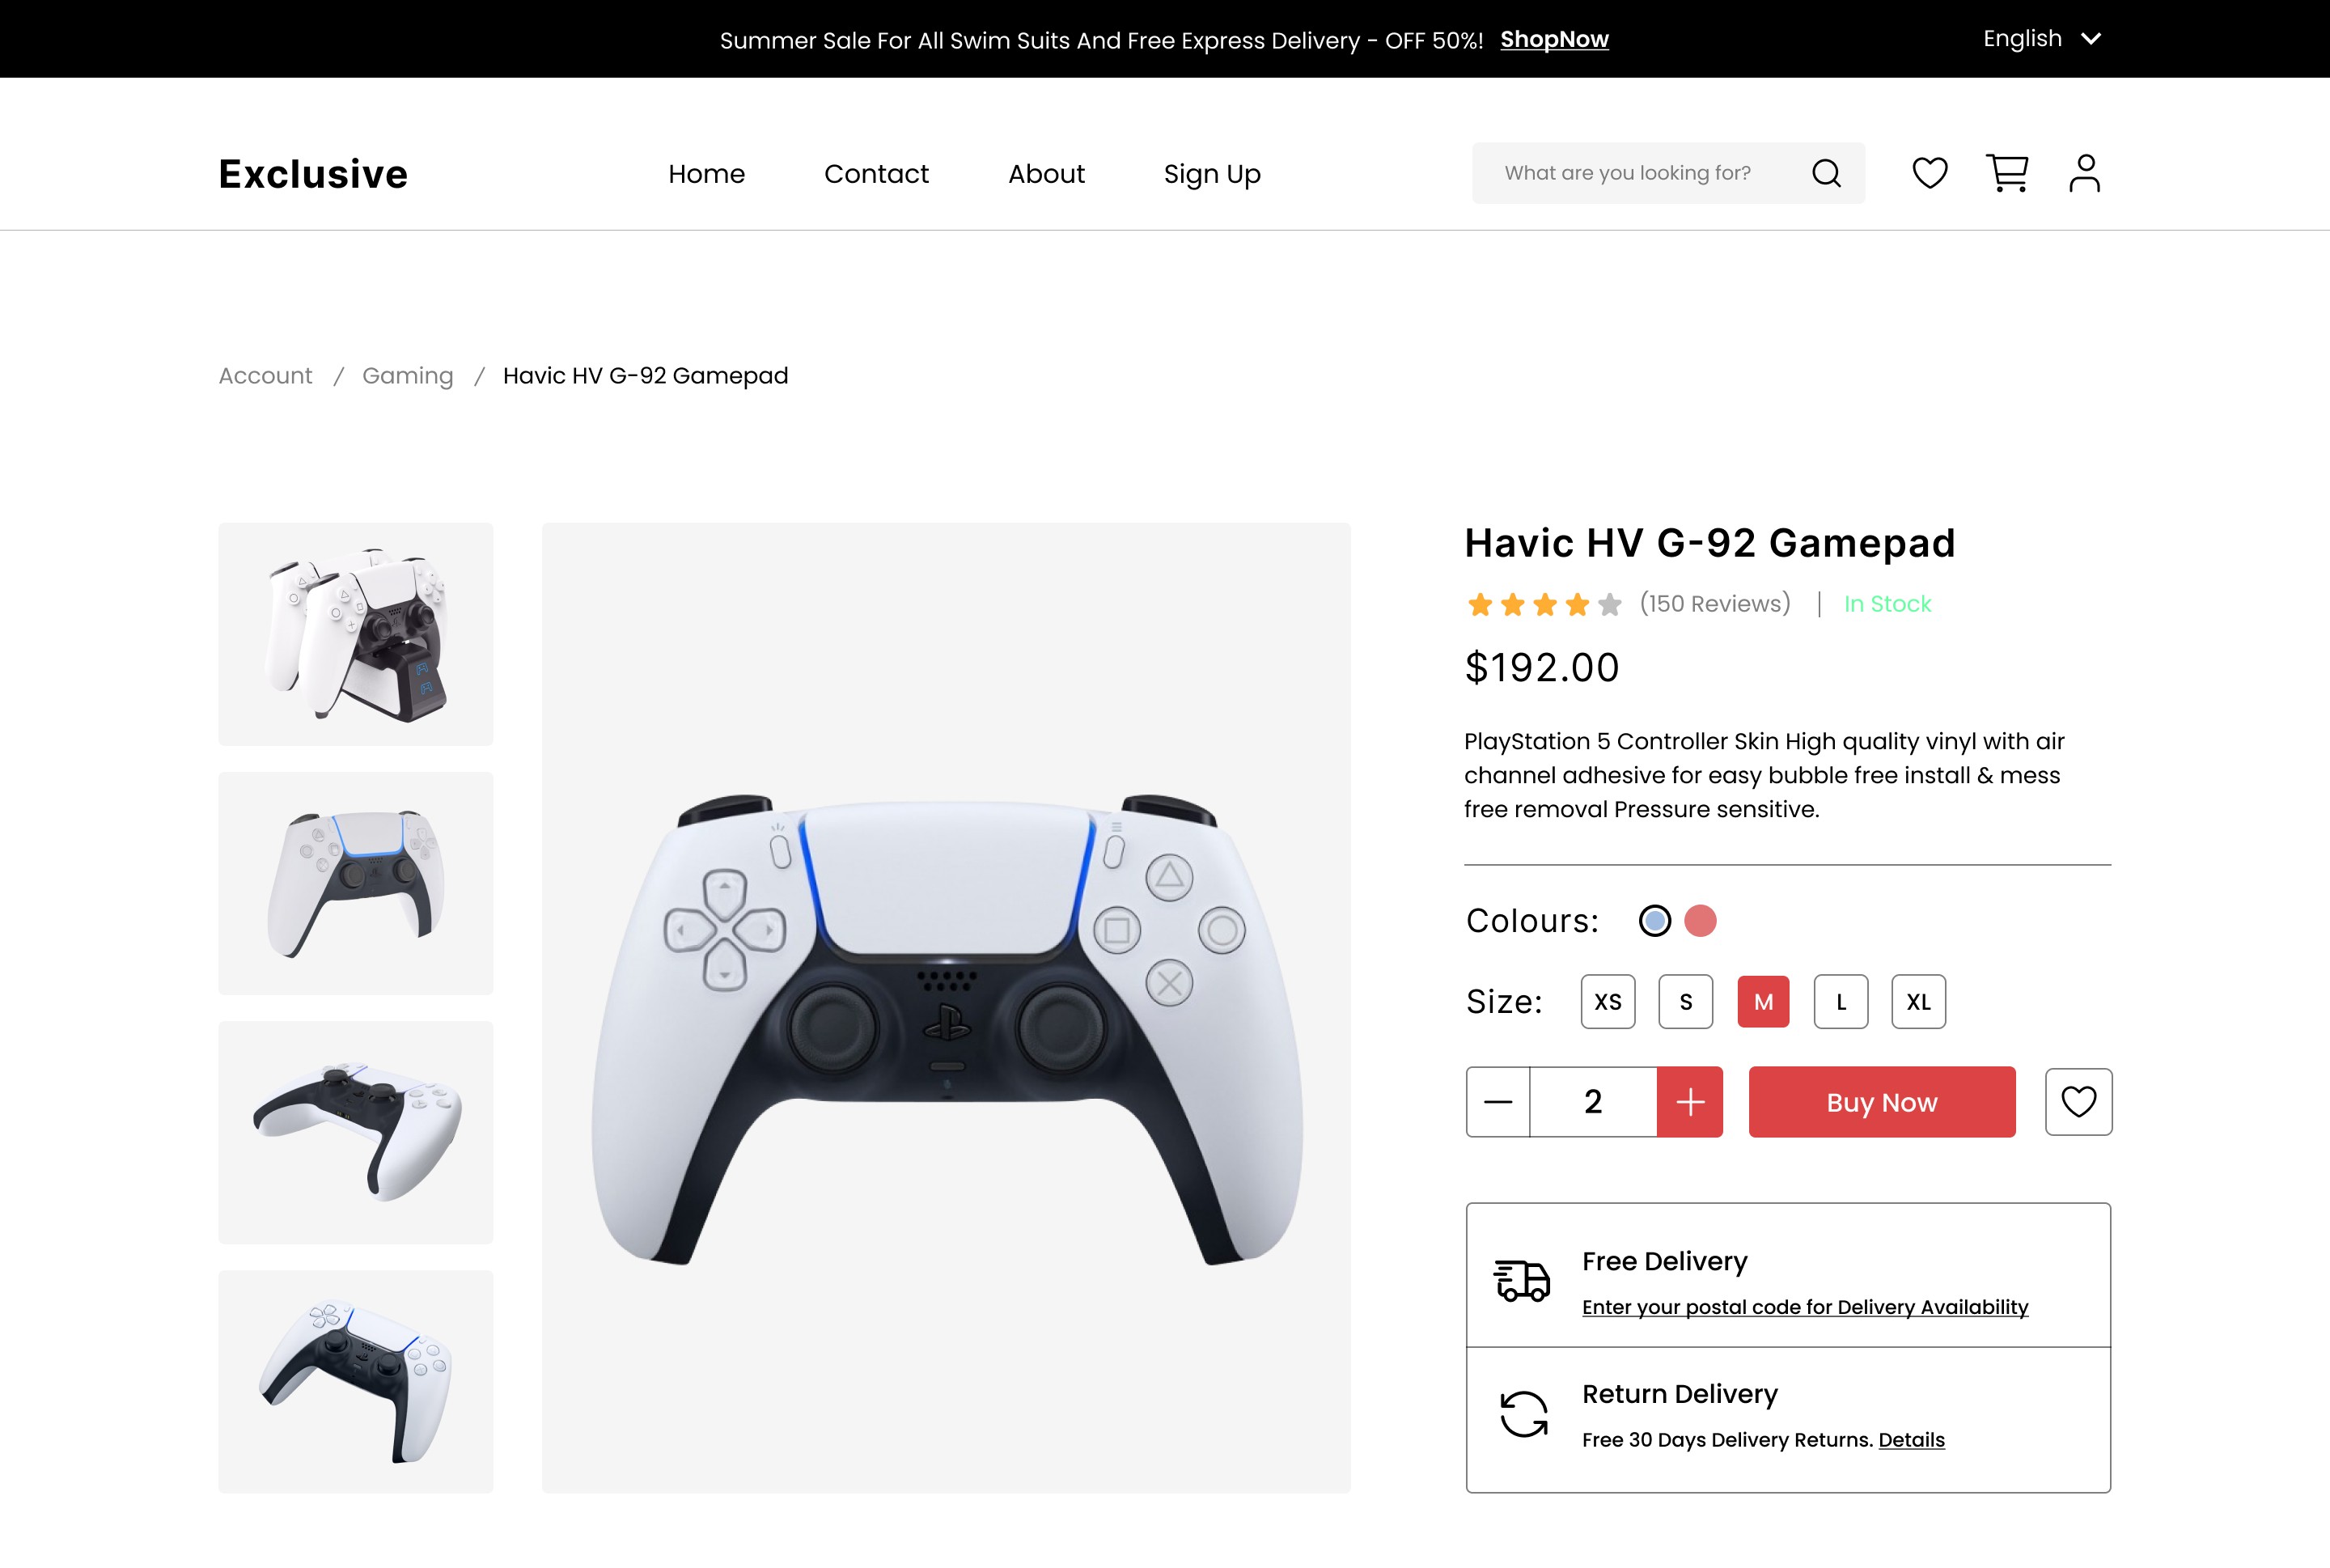 Summer Sale For All Swim Suits And Free Express Delivery - OFF 50%! ShopNow
English
Exclusive
Home
Contact
About
Sign Up
What are you looking for?
Account / Gaming / Havic HV G-92 Gamepad
Havic HV G-92 Gamepad
(150 Reviews) | In Stock
$192.00
PlayStation 5 Controller Skin High quality vinyl with air
channel adhesive for easy bubble free install & mess
free removal Pressure sensitive.
Colours:
Size: XS S M L XL
2
Buy Now
Free Delivery
Enter your postal code for Delivery Availability
Return Delivery
Free 30 Days Delivery Returns. Details